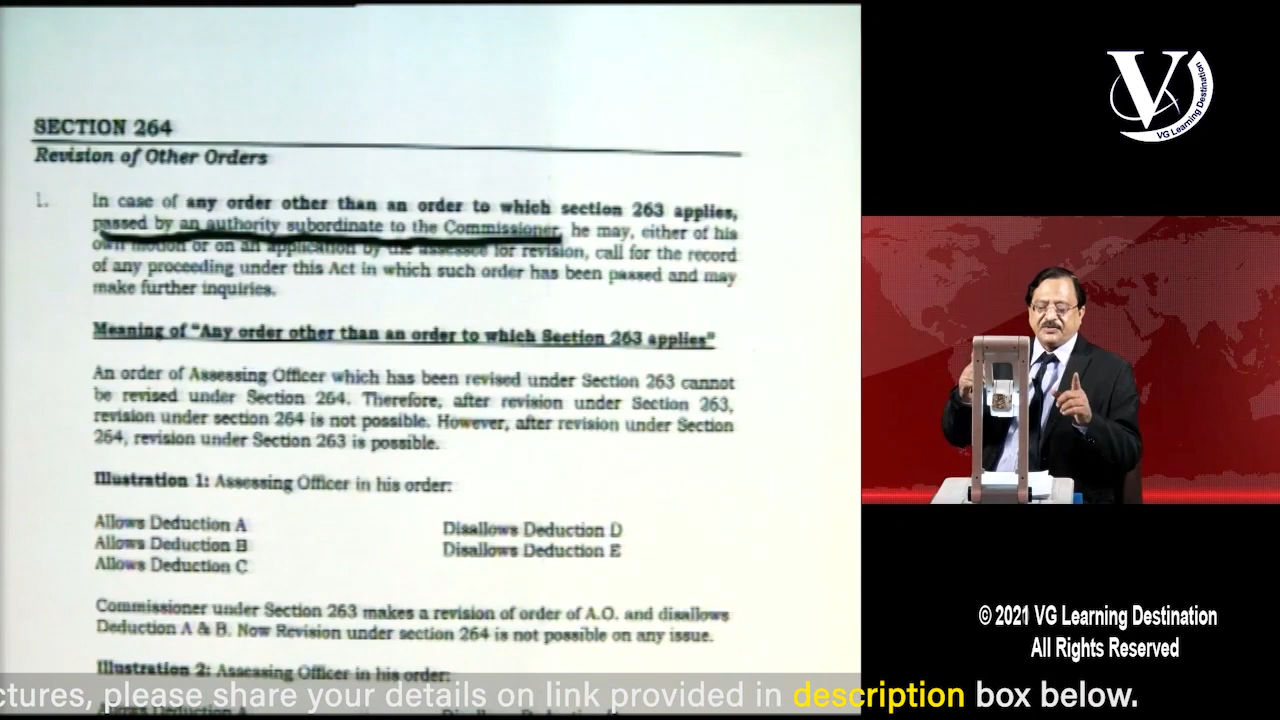 SECTION 264
Revision of Other Orders
1. In case of any order other than an order to which section 263 applies,
passed by an authority subordinate to the Commissioner, he may, either of his
own motion or on an application by the assessee for revision, call for the record
of any proceeding under this Act in which such order has been passed and may
make further inquiries.
Meaning of "Any order other than an order to which Section 263 applies"
An order of Assessing Officer which has been revised under Section 263 cannot
be revised under Section 264. Therefore, after revision under Section 263,
revision under section 264 is not possible. However, after revision under Section
264, revision under Section 263 is possible.
Illustration 1: Assessing Officer in his order:
Allows Deduction A
Allows Deduction B
Allows Deduction C
Disallows Deduction D
Disallows Deduction E
Commissioner under Section 263 makes a revision of order of A.O. and disallows
Deduction A & B. Now Revision under section 264 is not possible on any issue.
Illustration 2: Assessing Officer in his order:
V
VG Learning Destination
© 2021 VG Learning Destination
All Rights Reserved
ctures, please share your details on link provided in description box below.